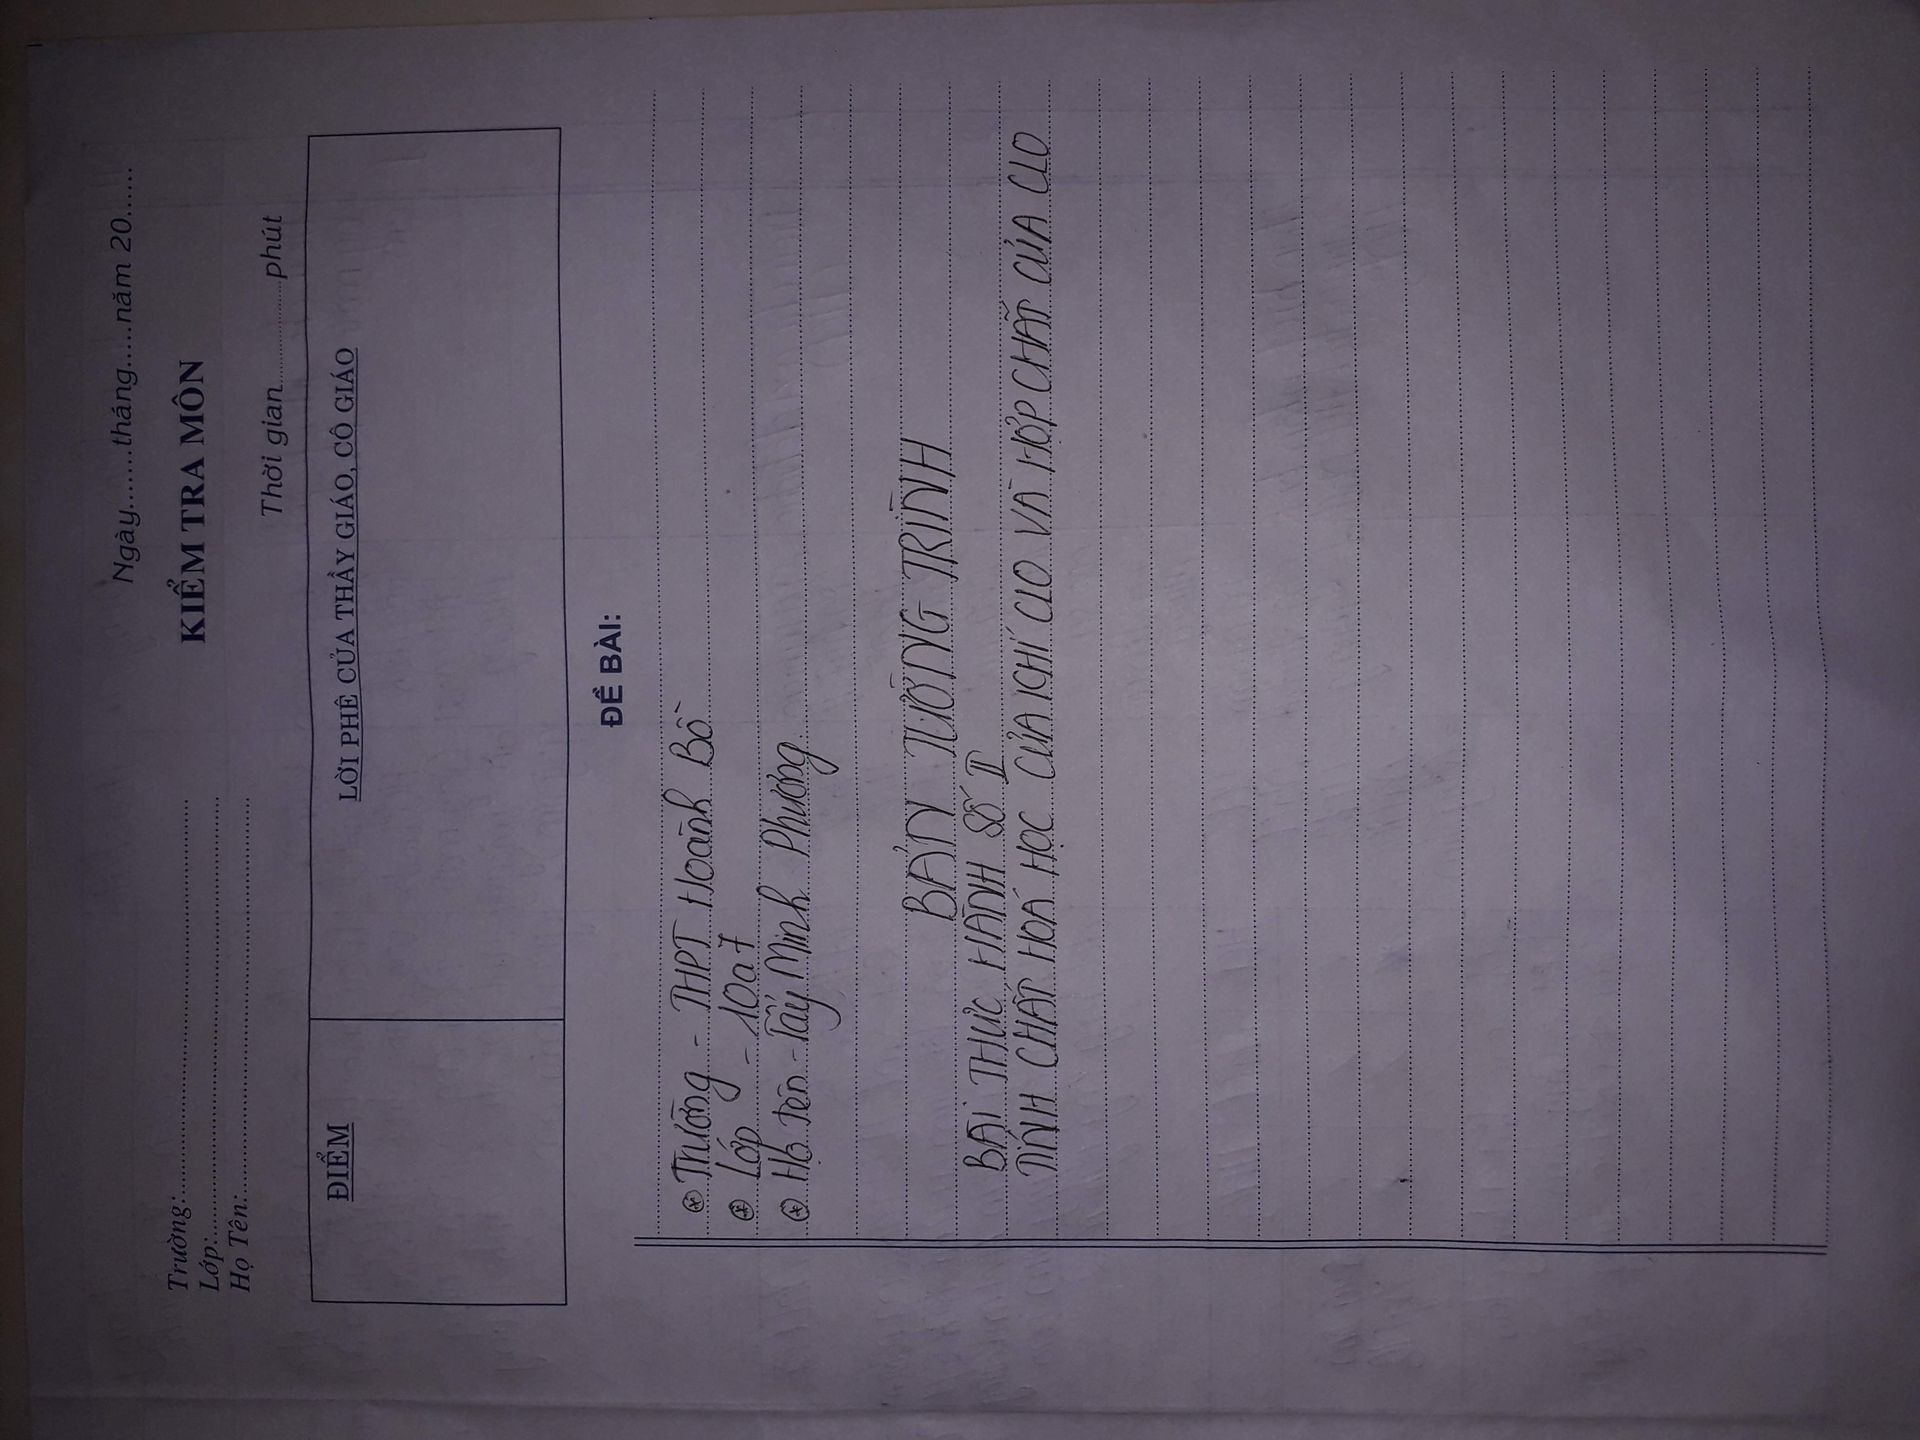 Ngày.......tháng.....năm 20......
Trường:
Lớp:
Họ Tên:
KIỂM TRA MÔN
Thời gian...............phút
ĐIỂM
LỜI PHÊ CỦA THẦY GIÁO, CÔ GIÁO
ĐỀ BÀI:
Trường - THPT Hoành Bồ
Lớp - 10a7
Họ tên - Tẩy Minh Phương
BẢN TƯỜNG TRÌNH
BÀI THỰC HÀNH SỐ II
TÍNH CHẤT HOÁ HỌC CỦA KHÍ CLO VÀ HỢP CHẤT CỦA CLO